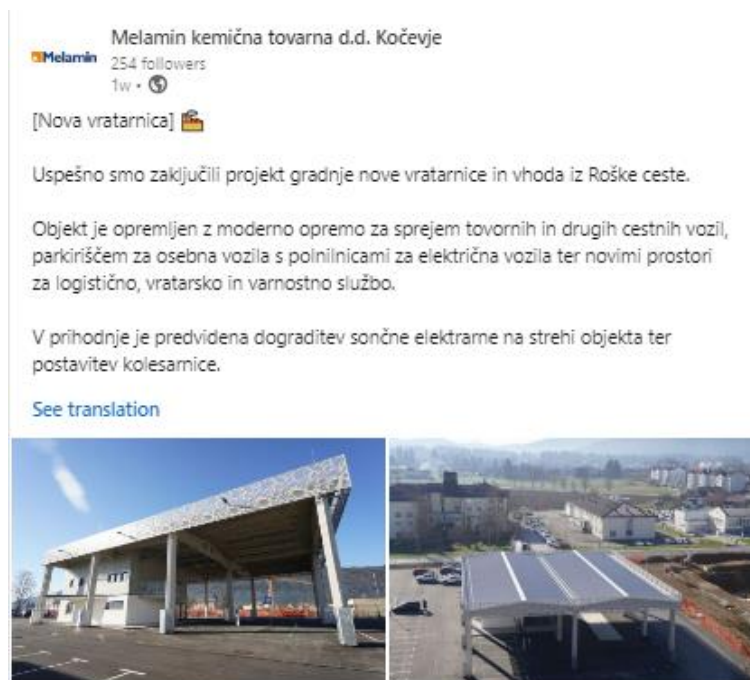 Melamin kemična tovarna d.d. Kočevje
Melamin
254 followers
1w •
[Nova vratarnica]
Uspešno smo zaključili projekt gradnje nove vratarnice in vhoda iz Roške ceste.
Objekt je opremljen z moderno opremo za sprejem tovornih in drugih cestnih vozil,
parkiriščem za osebna vozila s polnilnicami za električna vozila ter novimi prostori
za logistično, vratarsko in varnostno službo.
V prihodnje je predvidena dograditev sončne elektrarne na strehi objekta ter
postavitev kolesarnice.
See translation